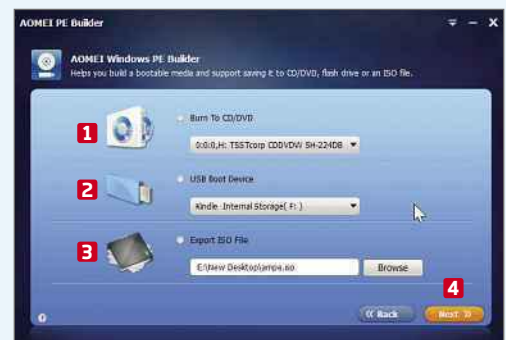 AOMEI PE Builder
AOMEI Windows PE Builder
Helps you build a bootable media and support saving it to CD/DVD, flash drive or an ISO file.
1
Burn To CD/DVD
0:0:0,H: TSSTcorp CDDVDW SH-224DB
2
USB Boot Device
Kindle Internal Storage( F: )
3
Export ISO File
E:\New Desktop\ampe.iso
Browse
4
<< Back
Next >>